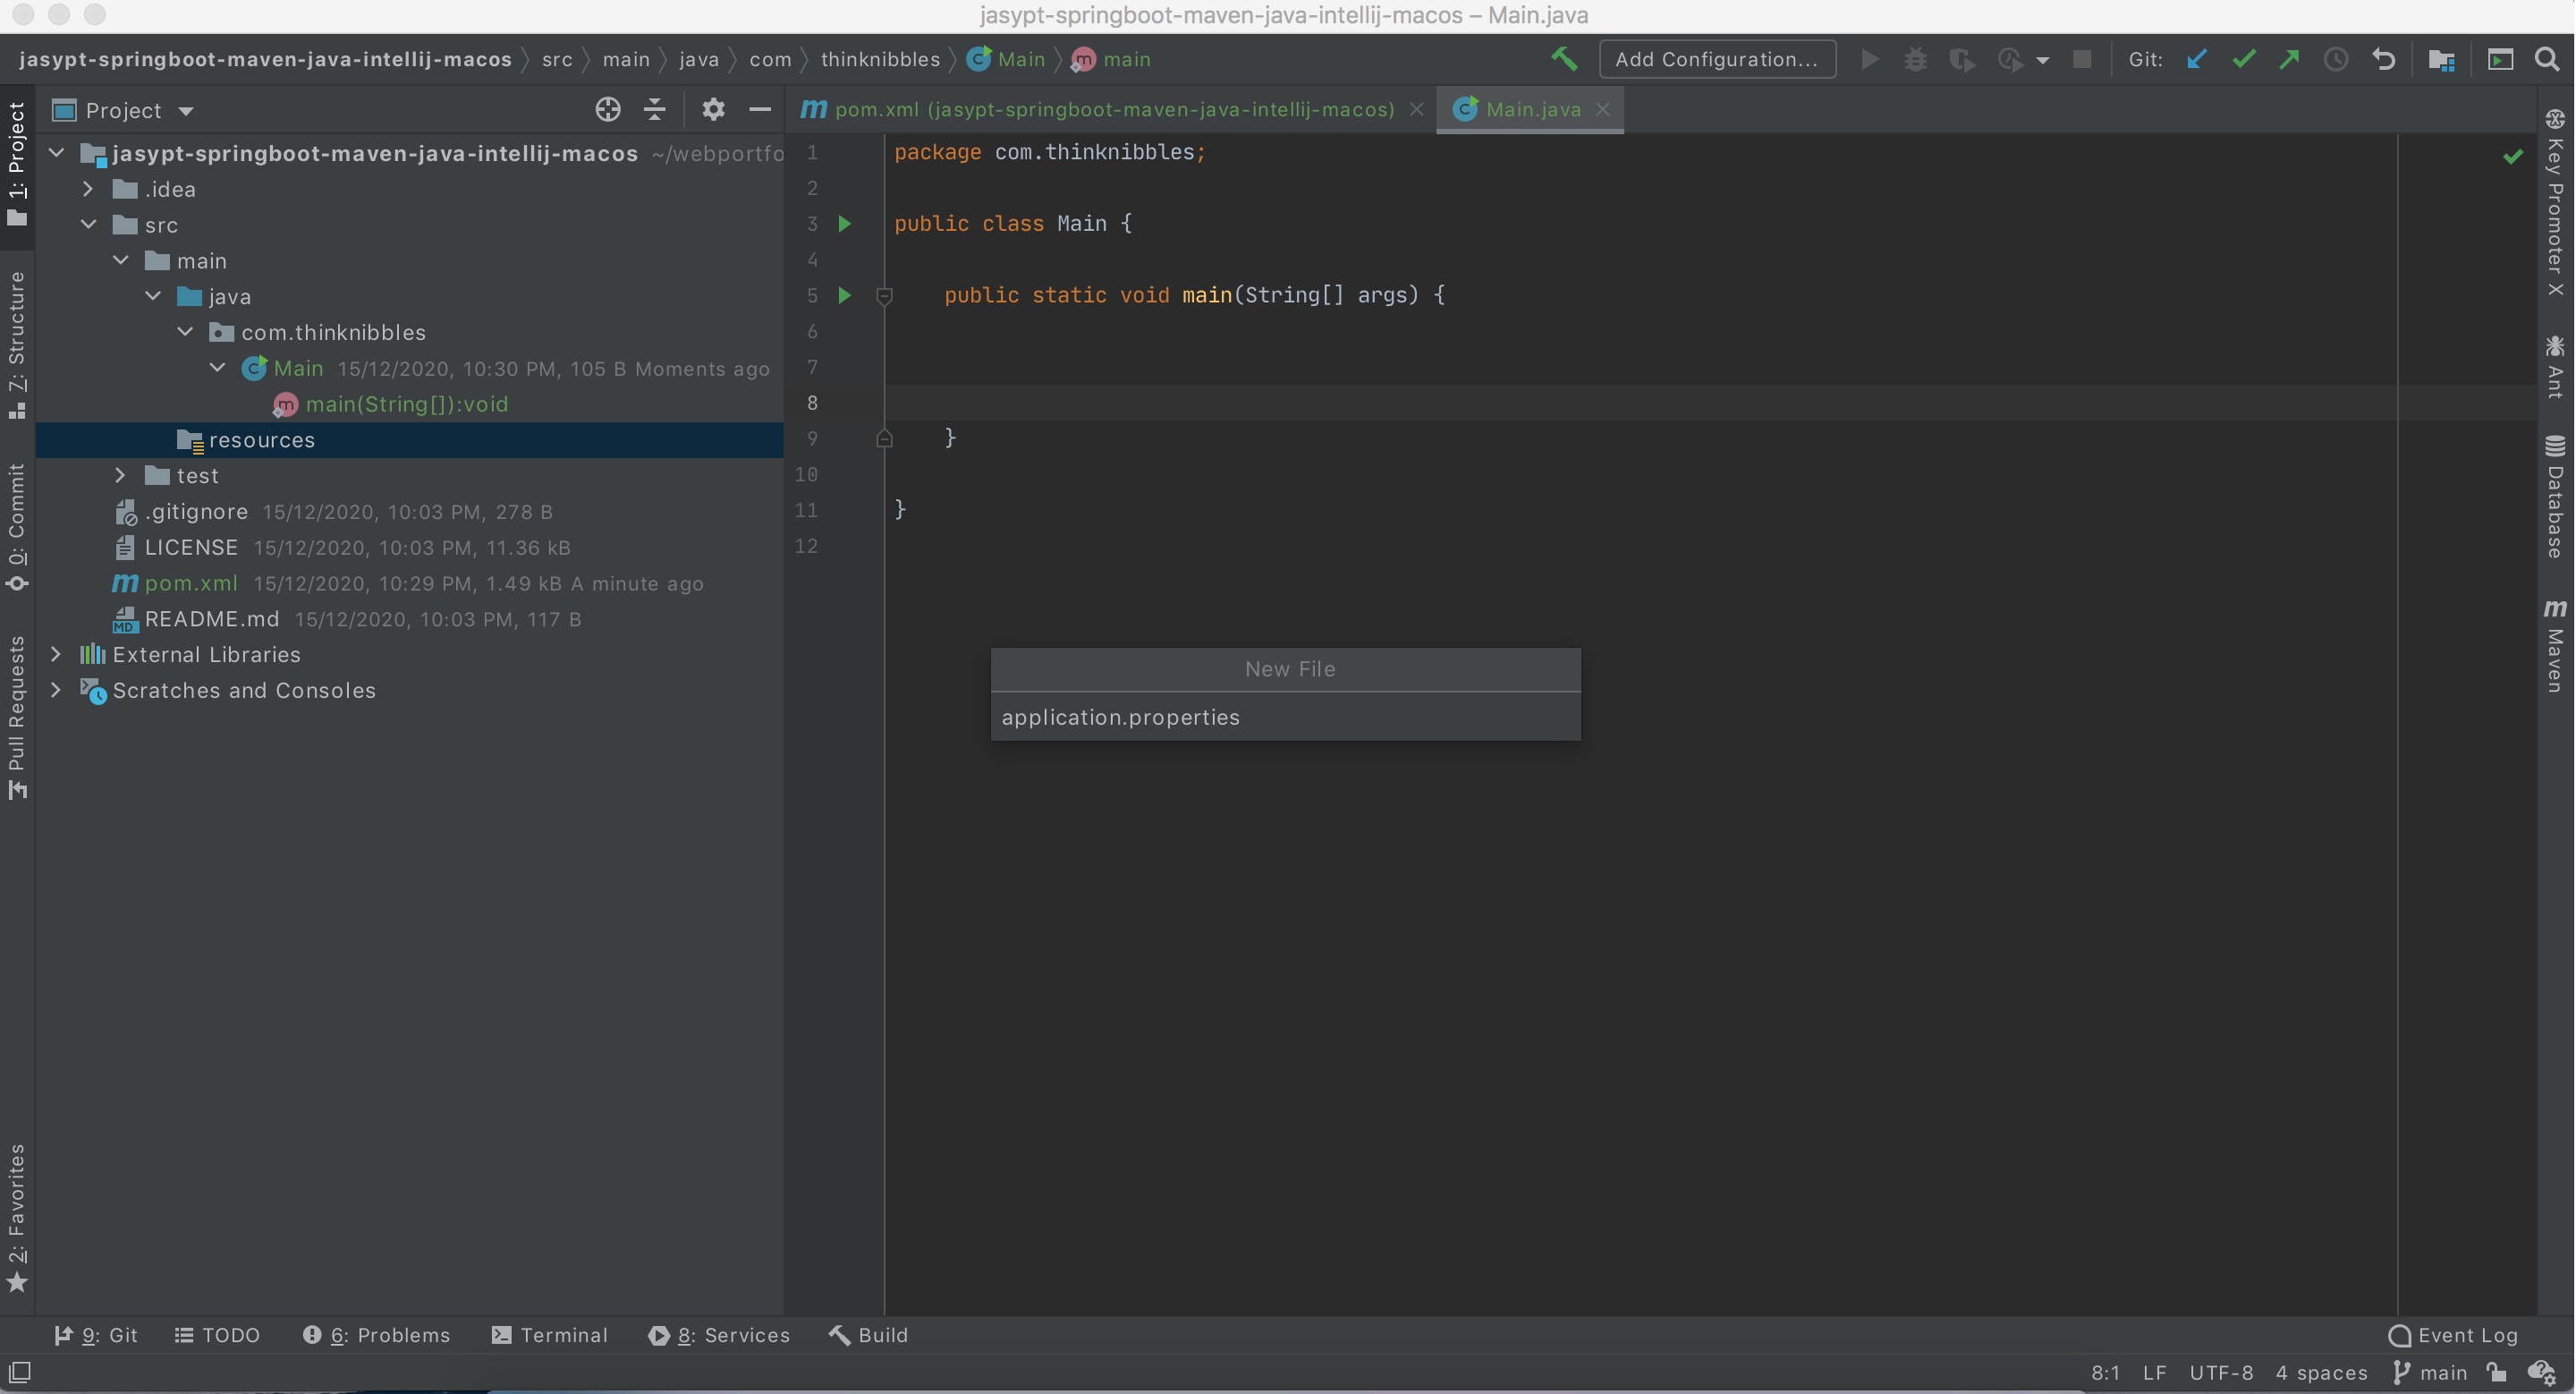 jasypt-springboot-maven-java-intellij-macos – Main.java
jasypt-springboot-maven-java-intellij-macos src main java com thinknibbles Main main Add Configuration... Git:
1: Project
7: Structure
0: Commit
Pull Requests
2: Favorites
Project
jasypt-springboot-maven-java-intellij-macos ~/webportfo
.idea
src
main
java
com.thinknibbles
Main 15/12/2020, 10:30 PM, 105 B Moments ago
main(String[]):void
resources
test
.gitignore 15/12/2020, 10:03 PM, 278 B
LICENSE 15/12/2020, 10:03 PM, 11.36 kB
pom.xml 15/12/2020, 10:29 PM, 1.49 kB A minute ago
README.md 15/12/2020, 10:03 PM, 117 B
External Libraries
Scratches and Consoles
pom.xml (jasypt-springboot-maven-java-intellij-macos) Main.java
1 package com.thinknibbles;
2
3 public class Main {
4
5 public static void main(String[] args) {
6
7
8
9 }
10
11 }
12
New File
application.properties
Key Promoter X
Ant
Database
Maven
9: Git TODO 6: Problems Terminal 8: Services Build Event Log
8:1 LF UTF-8 4 spaces main